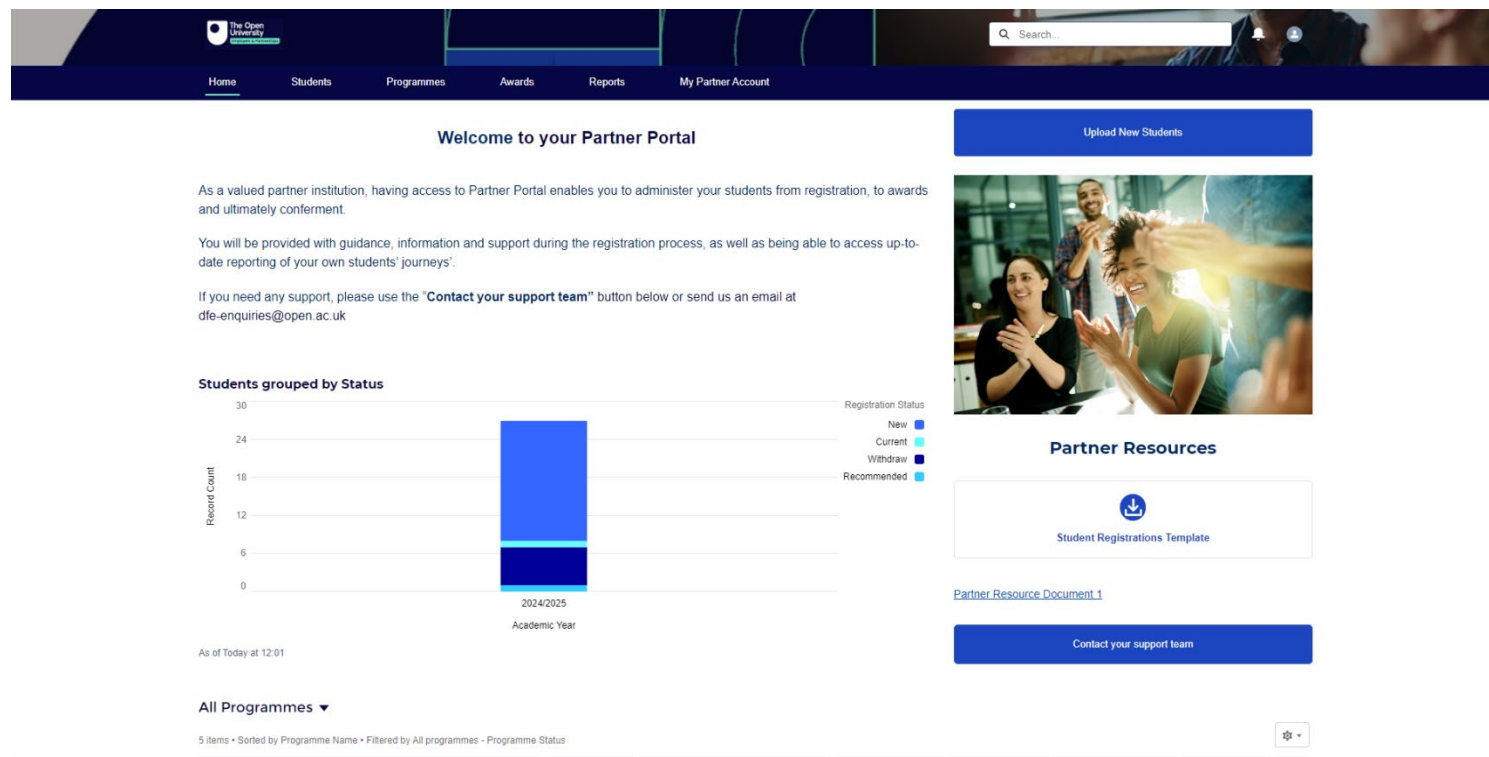 The Open
University
Search...
Home Students Programmes Awards Reports My Partner Account
Welcome to your Partner Portal
As a valued partner institution, having access to Partner Portal enables you to administer your students from registration, to awards
and ultimately conferment.
You will be provided with guidance, information and support during the registration process, as well as being able to access up-to-
date reporting of your own students' journeys'.
If you need any support, please use the "Contact your support team" button below or send us an email at
dfe-enquiries@open.ac.uk
Students grouped by Status
30
24
18
12
6
0
Record Count
2024/2025
Academic Year
Registration Status
New
Current
Withdraw
Recommended
As of Today at 12:01
Upload New Students
Partner Resources
Student Registrations Template
Partner Resource Document 1
Contact your support team
All Programmes
5 items • Sorted by Programme Name • Filtered by All programmes - Programme Status